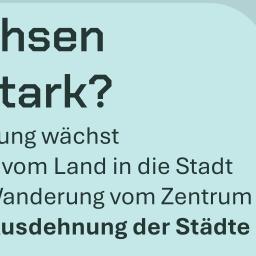 hsen
tark?
ung wächst
vom Land in die Stadt
Wanderung vom Zentrum
usdehnung der Städte